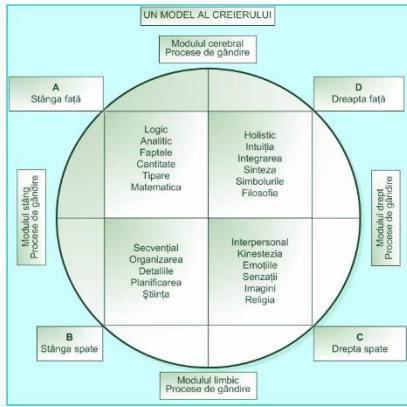 UN MODEL AL CREIERULUI
Modulul cerebral
Procese de gândire
A
Stânga față
D
Dreapta față
Logic
Analitic
Faptele
Cantitate
Tipare
Matematica
Holistic
Intuiția
Integrarea
Sinteza
Simbolurile
Filosofia
Modulul stâng
Procese de gândire
Modulul drept
Procese de gândire
Secvențial
Organizarea
Detaliile
Planificarea
Știința
Interpersonal
Kinestezia
Emoțiile
Senzații
Imagini
Religia
B
Stânga spate
C
Drepta spate
Modulul limbic
Procese de gândire